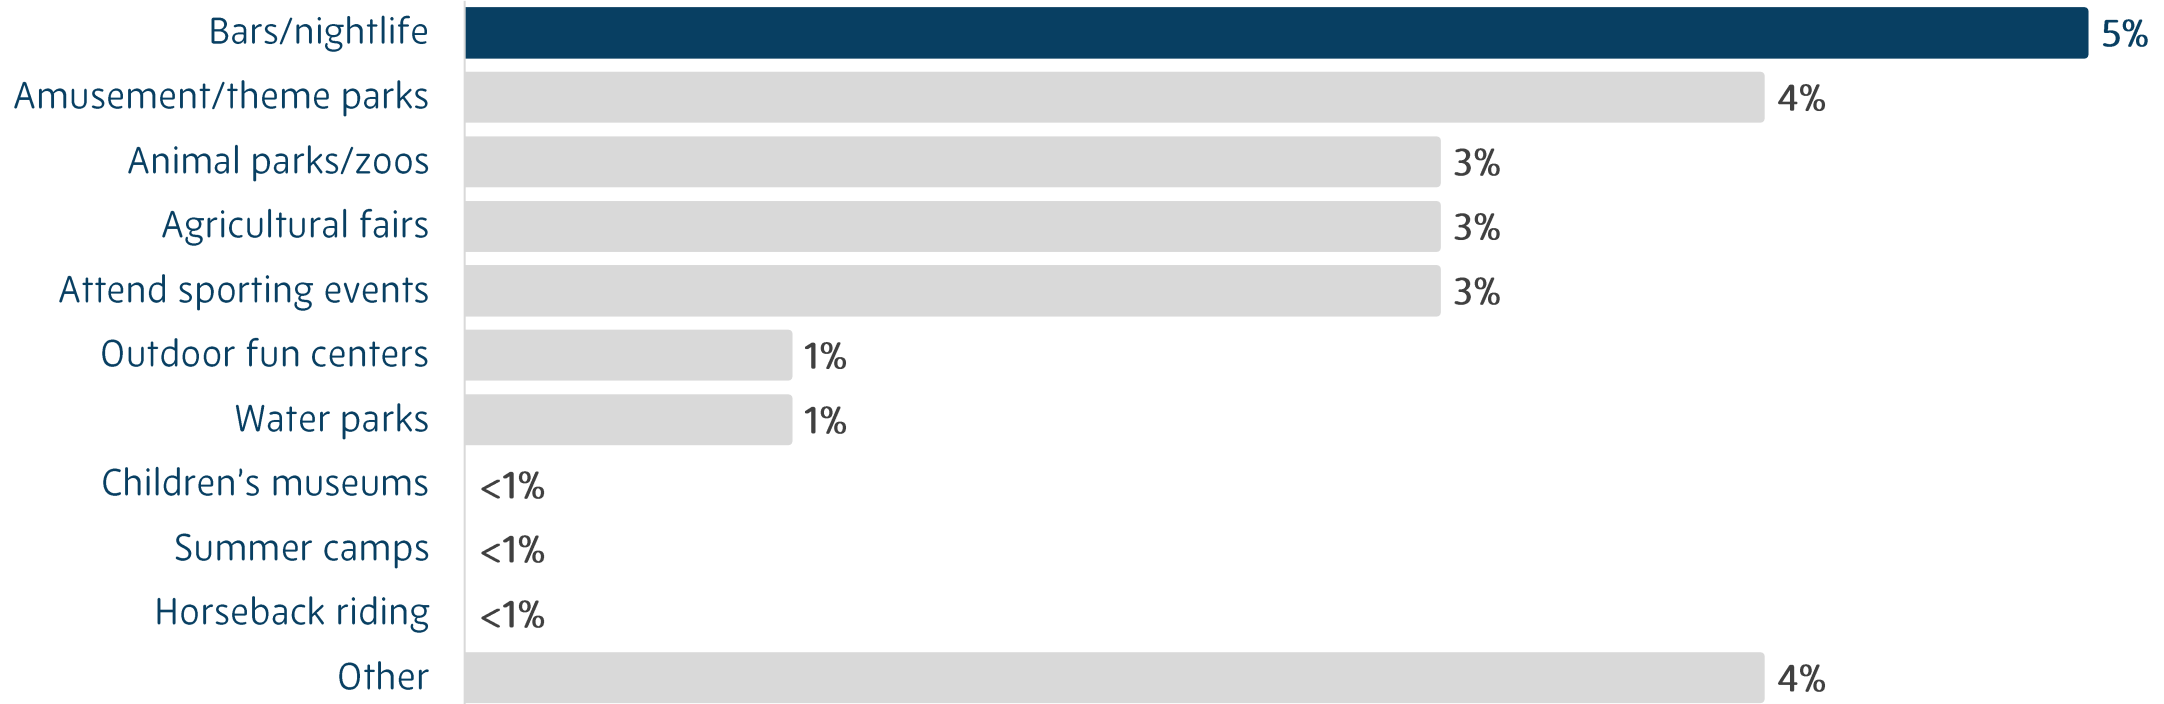 Bars/nightlife 5%
Amusement/theme parks 4%
Animal parks/zoos 3%
Agricultural fairs 3%
Attend sporting events 3%
Outdoor fun centers 1%
Water parks 1%
Children's museums <1%
Summer camps <1%
Horseback riding <1%
Other 4%